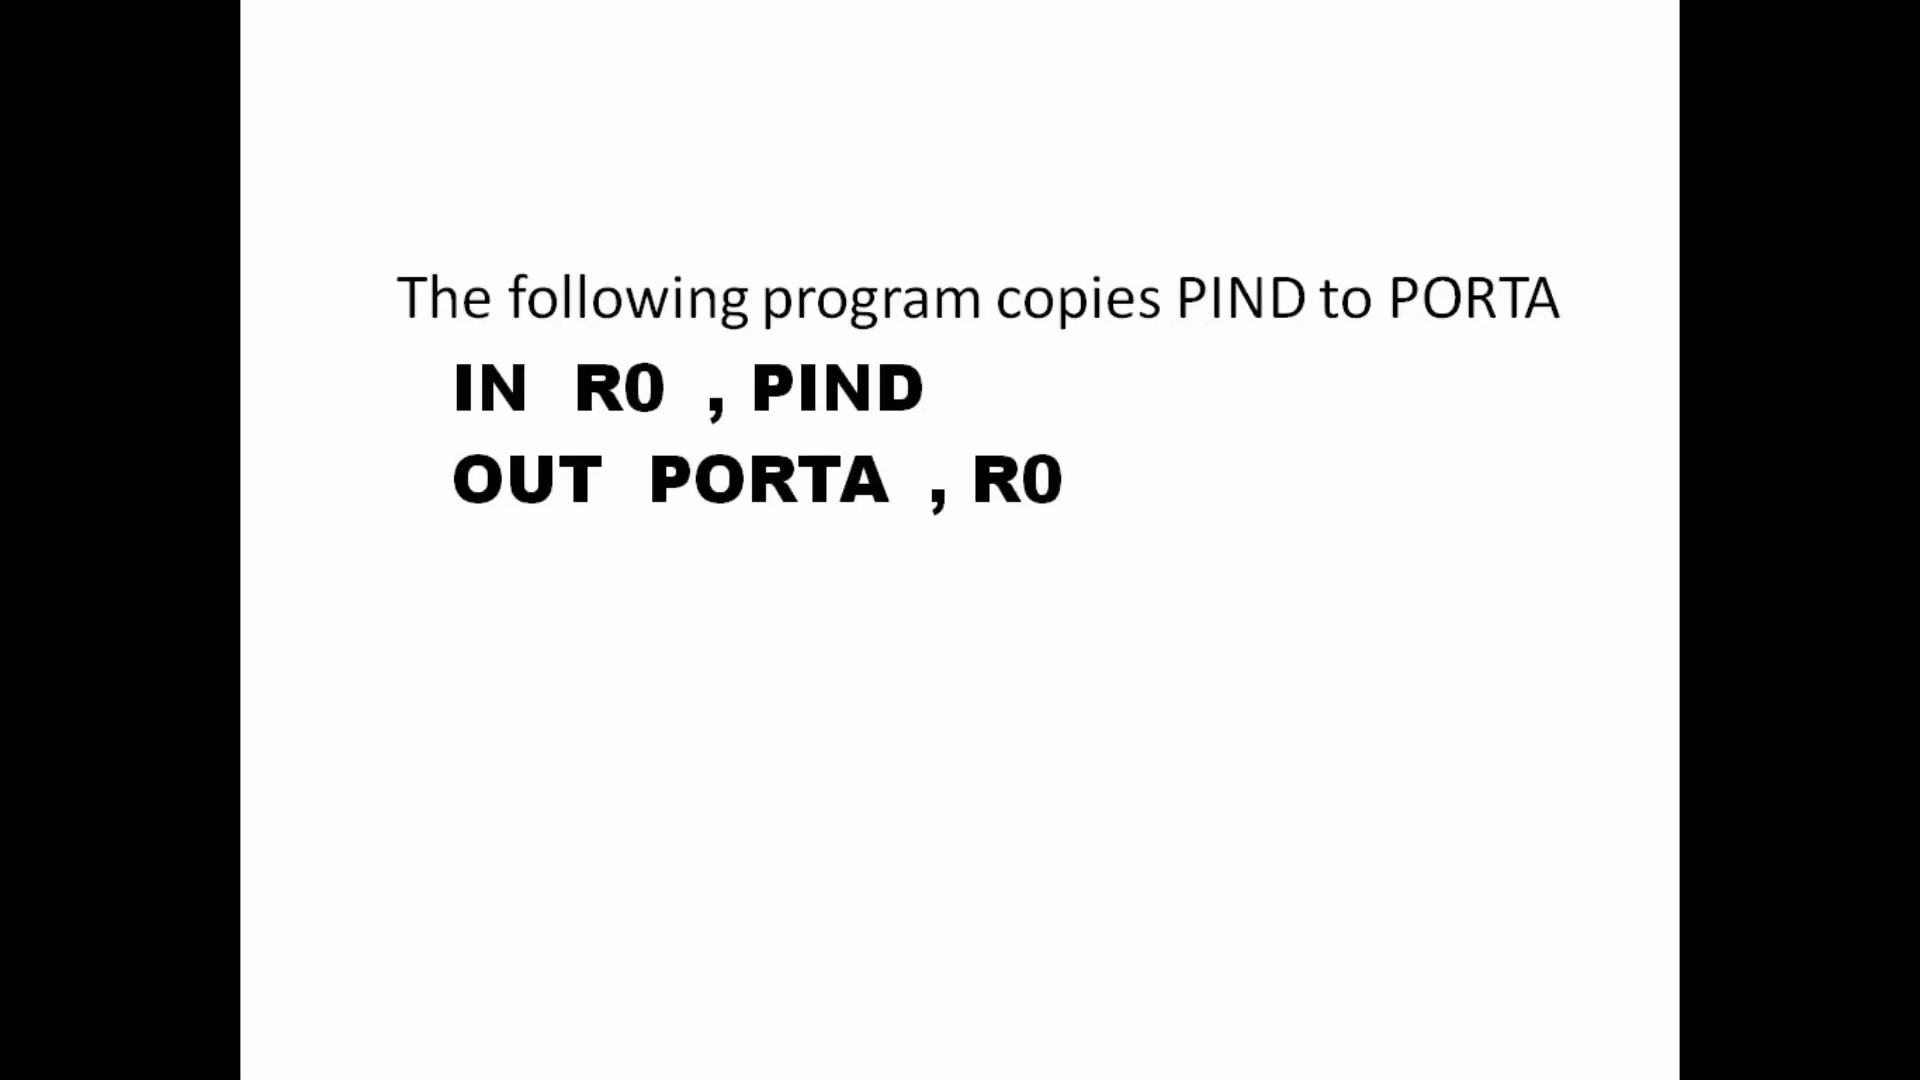 The following program copies PIND to PORTA
IN R0 , PIND
OUT PORTA , R0